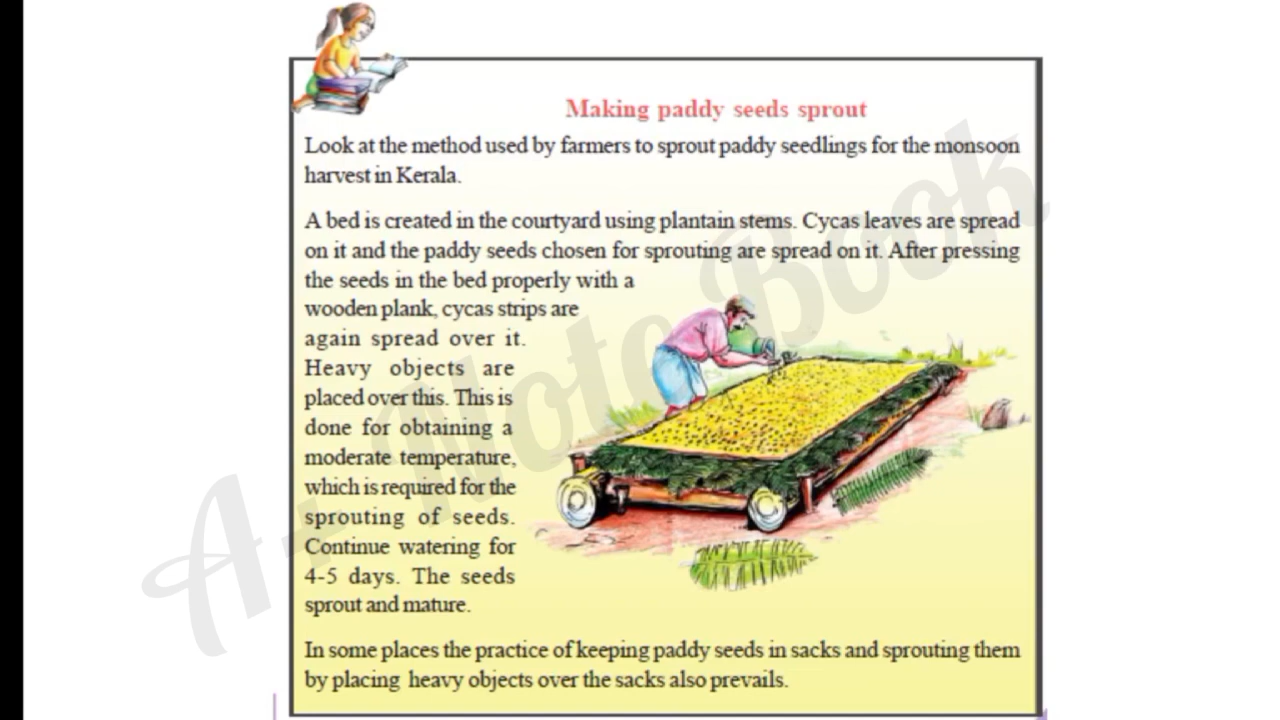 Making paddy seeds sprout
Look at the method used by farmers to sprout paddy seedlings for the monsoon
harvest in Kerala.
A bed is created in the courtyard using plantain stems. Cycas leaves are spread
on it and the paddy seeds chosen for sprouting are spread on it. After pressing
the seeds in the bed properly with a
wooden plank, cycas strips are
again spread over it.
Heavy objects are
placed over this. This is
done for obtaining a
moderate temperature,
which is required for the
sprouting of seeds.
Continue watering for
4-5 days. The seeds
sprout and mature.
In some places the practice of keeping paddy seeds in sacks and sprouting them
by placing heavy objects over the sacks also prevails.
A+ Note Book